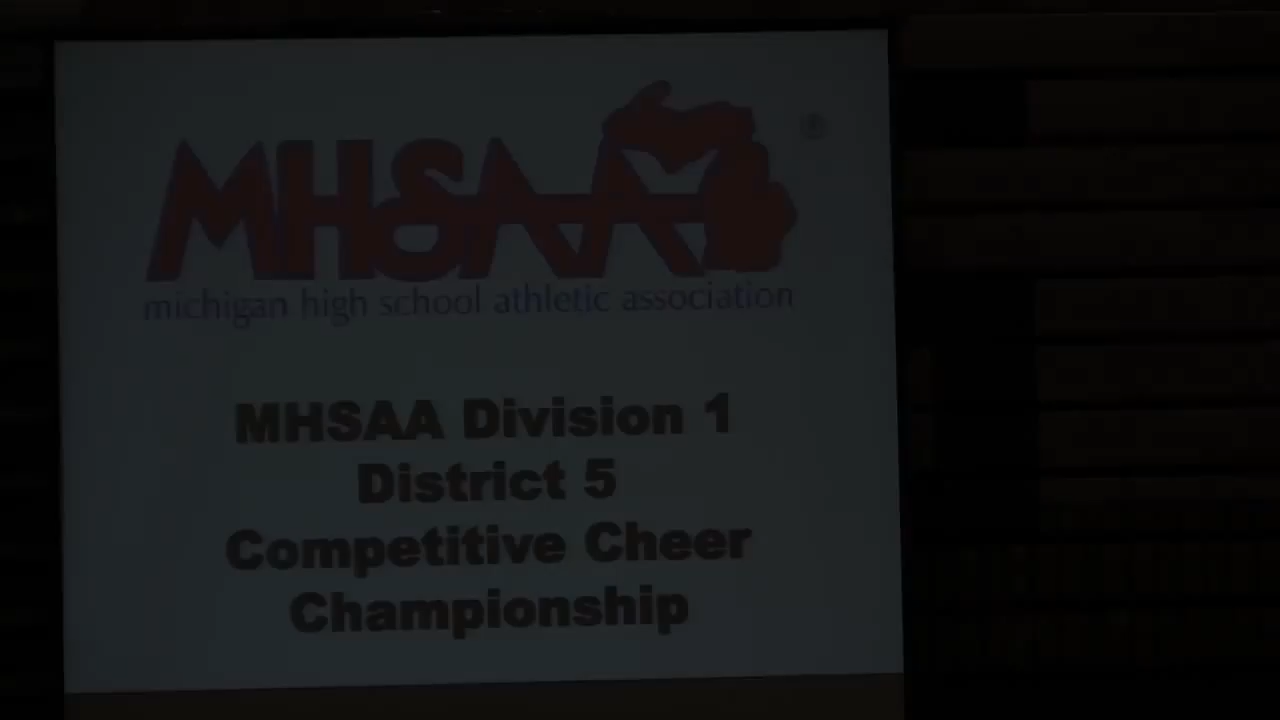 MHSAA ®
michigan high school athletic association
MHSAA Division 1
District 5
Competitive Cheer
Championship